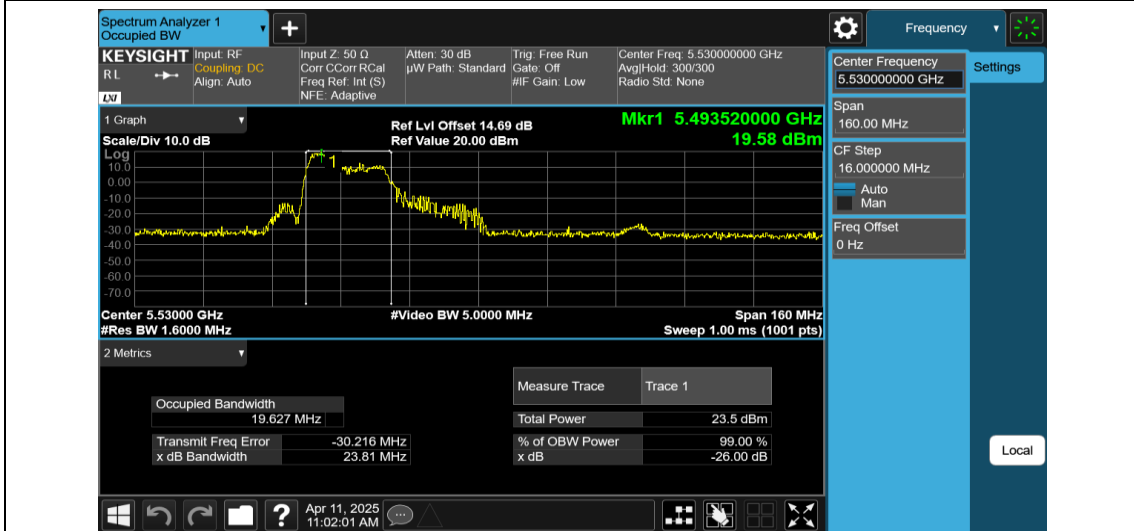 Spectrum Analyzer 1
Occupied BW
Frequency
KEYSIGHT
RL
LXI
Input: RF
Coupling: DC
Align: Auto
Input Z: 50 Ω
Corr CCorr RCal
Freq Ref: Int (S)
NFE: Adaptive
Atten: 30 dB
µW Path: Standard
Trig: Free Run
Gate: Off
#IF Gain: Low
Center Freq: 5.530000000 GHz
Avg|Hold: 300/300
Radio Std: None
Center Frequency
5.530000000 GHz
Span
160.00 MHz
CF Step
16.000000 MHz
Auto
Man
Freq Offset
0 Hz
Settings
Local
1 Graph
Scale/Div 10.0 dB
Ref Lvl Offset 14.69 dB
Ref Value 20.00 dBm
Mkr1 5.493520000 GHz
19.58 dBm
Log
10.0
0.00
-10.0
-20.0
-30.0
-40.0
-50.0
-60.0
-70.0
1
Center 5.53000 GHz
#Res BW 1.6000 MHz
#Video BW 5.0000 MHz
Span 160 MHz
Sweep 1.00 ms (1001 pts)
2 Metrics
Measure Trace Trace 1
Occupied Bandwidth
19.627 MHz
Total Power 23.5 dBm
Transmit Freq Error -30.216 MHz
% of OBW Power 99.00 %
x dB Bandwidth 23.81 MHz
x dB -26.00 dB
?
Apr 11, 2025
11:02:01 AM